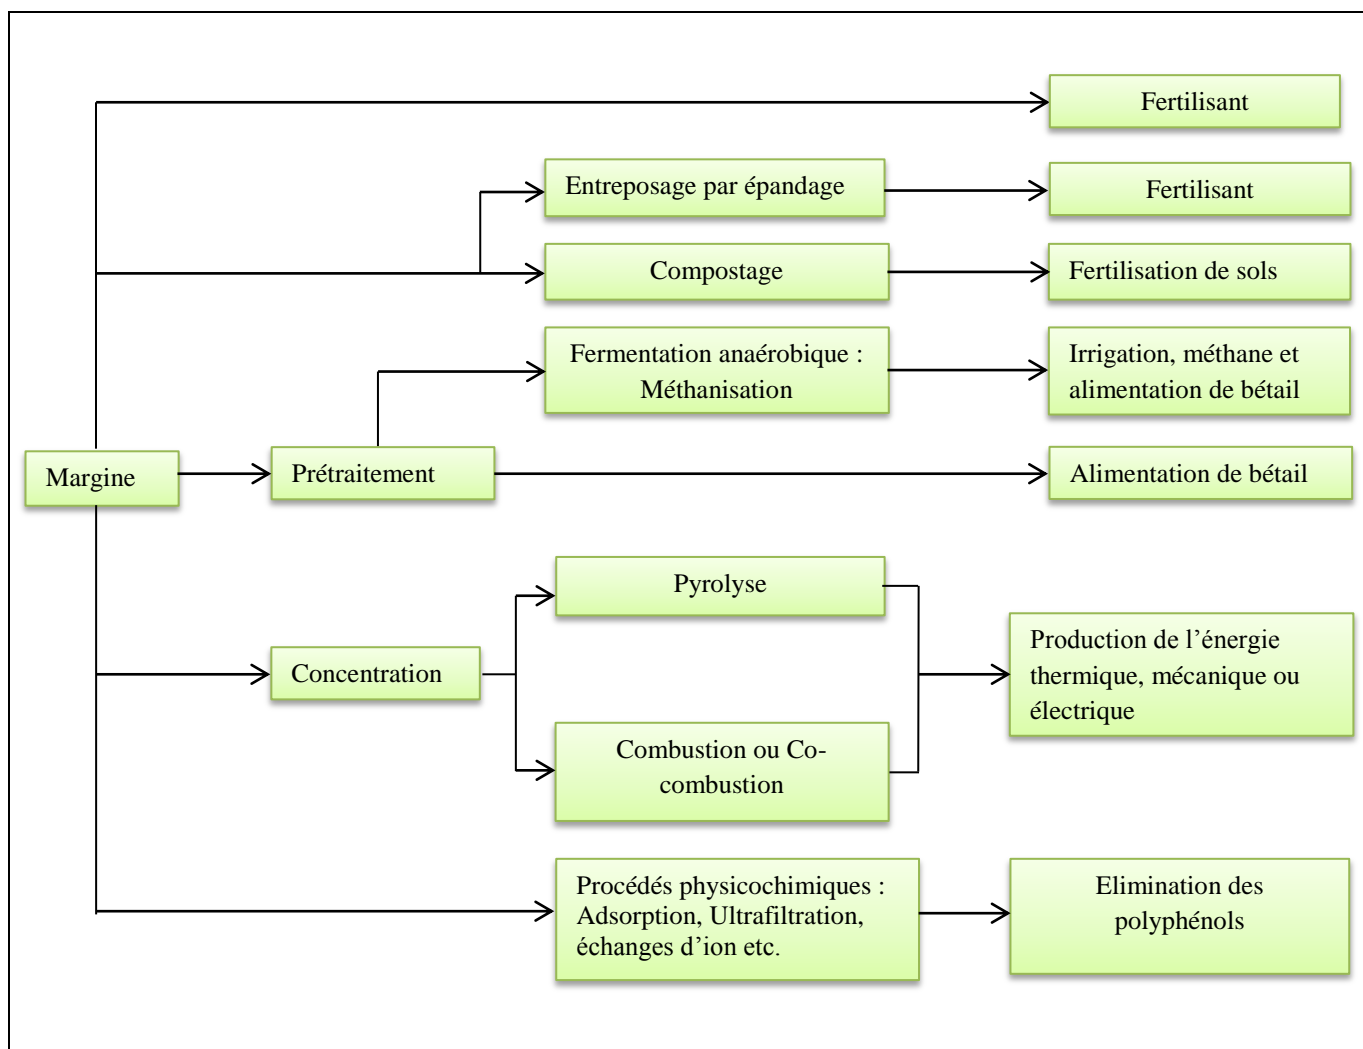 Fertilisant
Entreposage par épandage
Fertilisant
Compostage
Fertilisation de sols
Fermentation anaérobique :
Méthanisation
Irrigation, méthane et
alimentation de bétail
Margine
Prétraitement
Alimentation de bétail
Pyrolyse
Concentration
Production de l’énergie
thermique, mécanique ou
électrique
Combustion ou Co-
combustion
Procédés physicochimiques :
Adsorption, Ultrafiltration,
échanges d’ion etc.
Elimination des
polyphénols